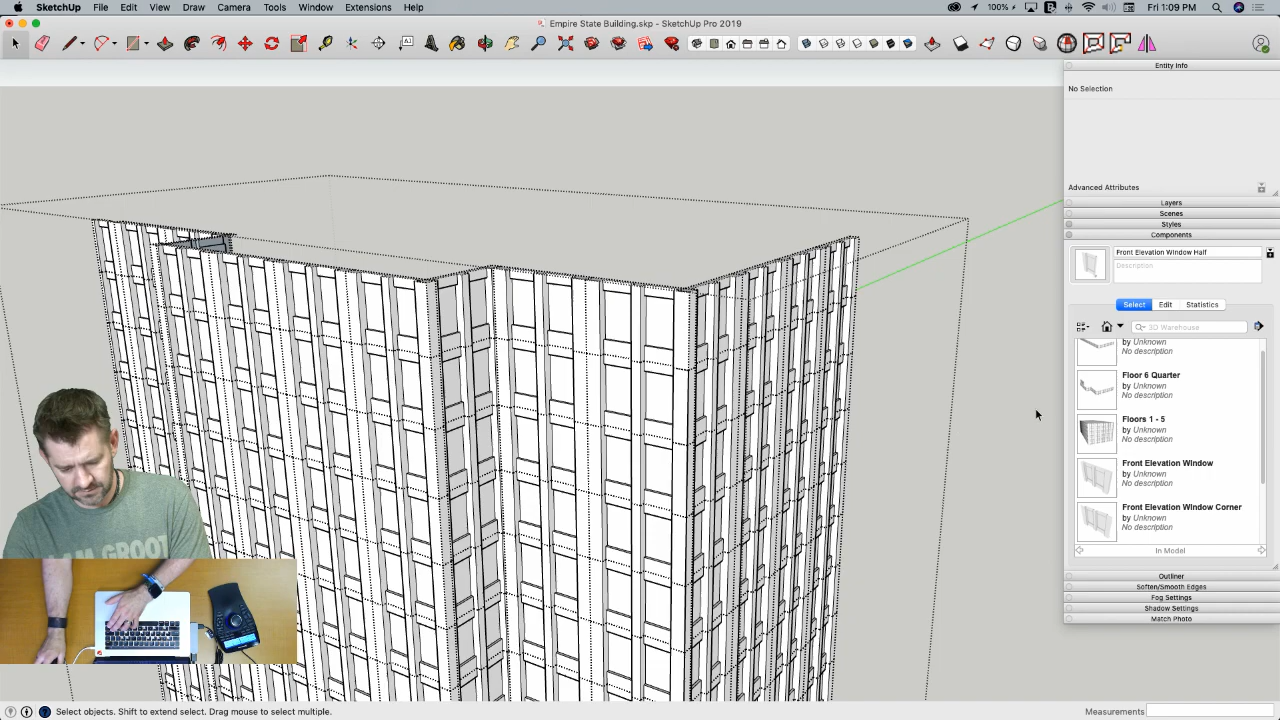 SketchUp File Edit View Draw Camera Tools Window Extensions Help 100% Fri 1:09 PM
Empire State Building.skp - SketchUp Pro 2019
Entity Info
No Selection
Advanced Attributes
Layers
Scenes
Styles
Components
Front Elevation Window Half
Description
Select Edit Statistics
3D Warehouse
by Unknown
No description
Floor 6 Quarter
by Unknown
No description
Floors 1 - 5
by Unknown
No description
Front Elevation Window
by Unknown
No description
Front Elevation Window Corner
by Unknown
No description
In Model
Outliner
Soften/Smooth Edges
Fog Settings
Shadow Settings
Match Photo
GROOT
Select objects. Shift to extend select. Drag mouse to select multiple. Measurements